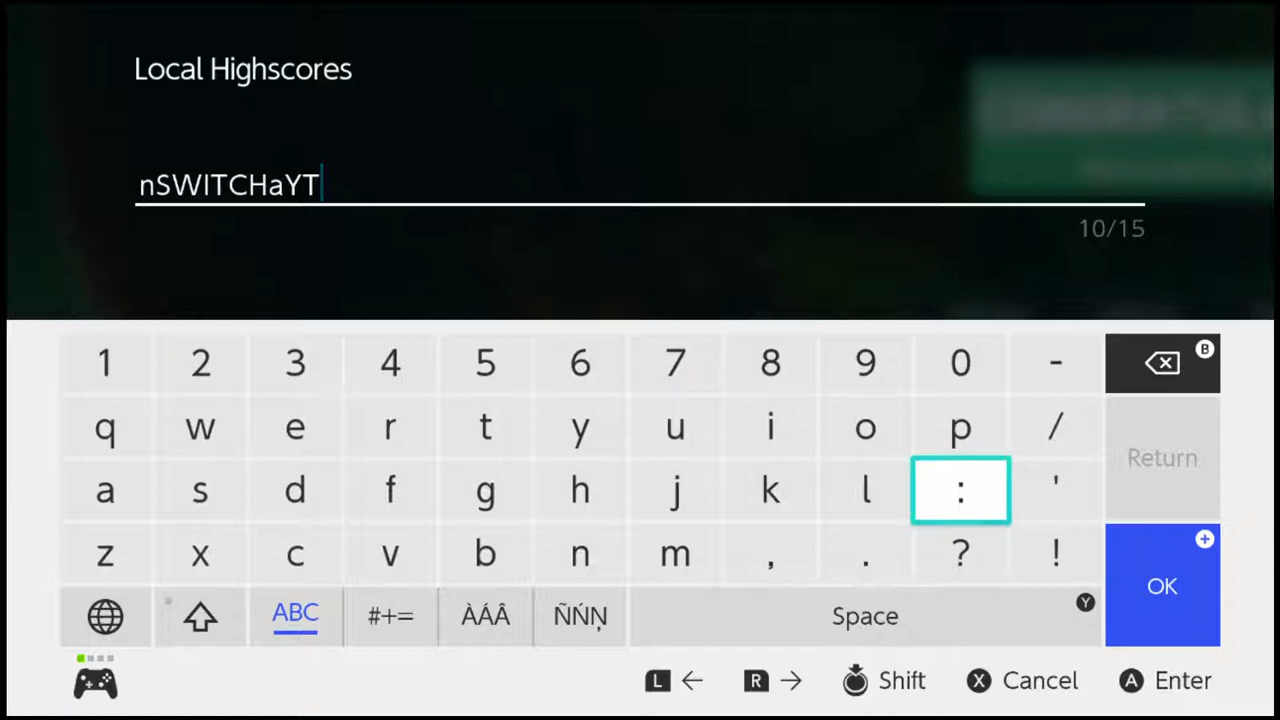 Local Highscores
nSWITCHaYT
10/15
1 2 3 4 5 6 7 8 9 0 - B
q w e r t y u i o p / Return
a s d f g h j k l : '
z x c v b n m , . ? ! + OK
ABC #+= ÀÁÂ ÑŃŅ Space Y
L ← R → Shift X Cancel A Enter